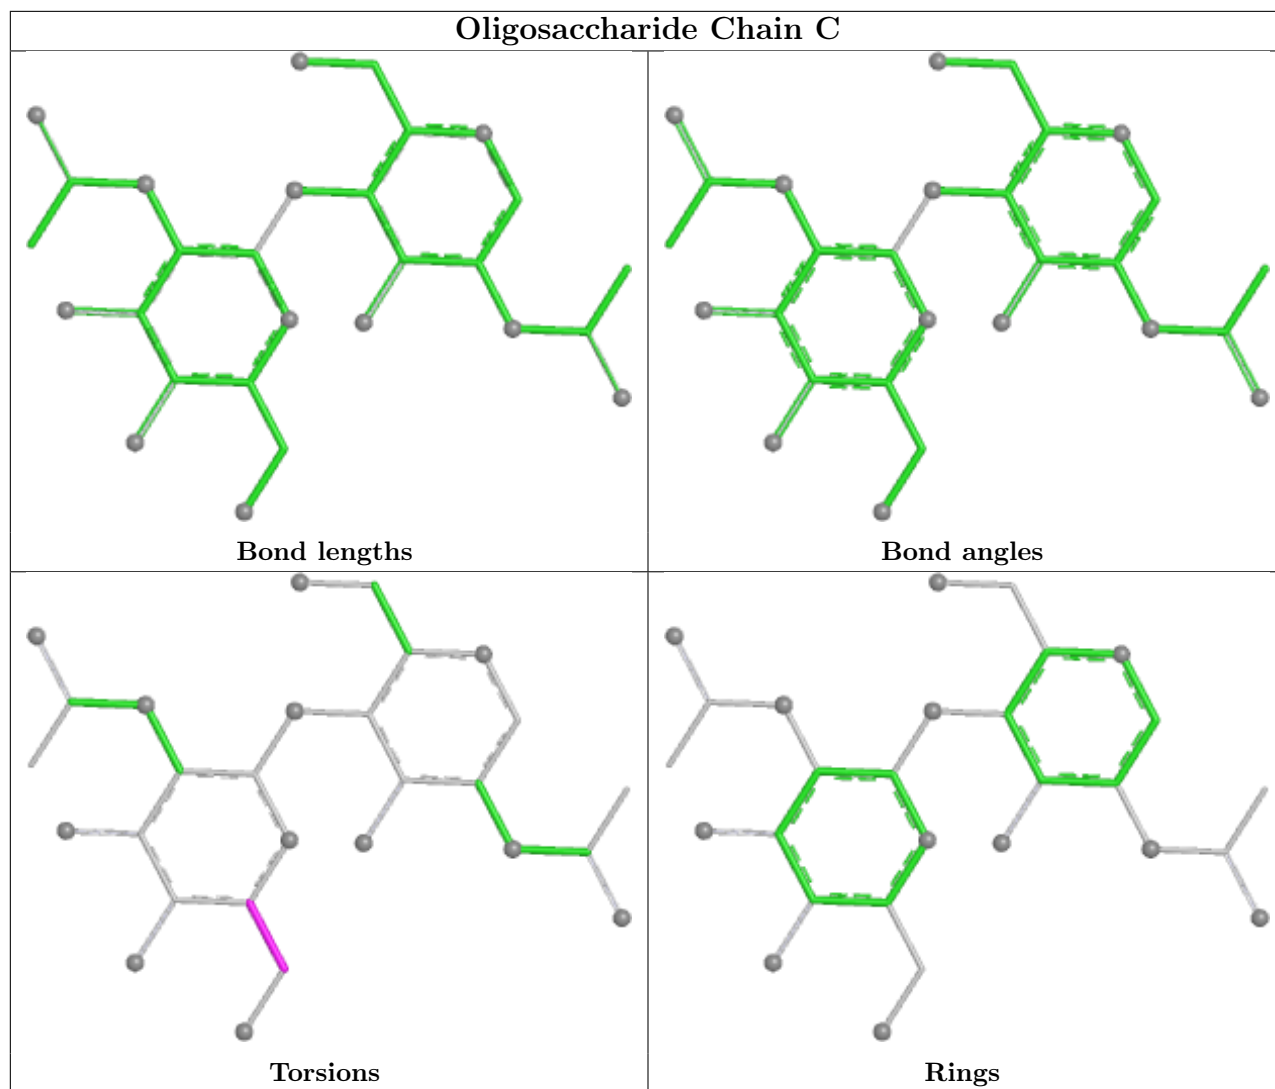 Oligosaccharide Chain C
Bond lengths
Bond angles
Torsions
Rings